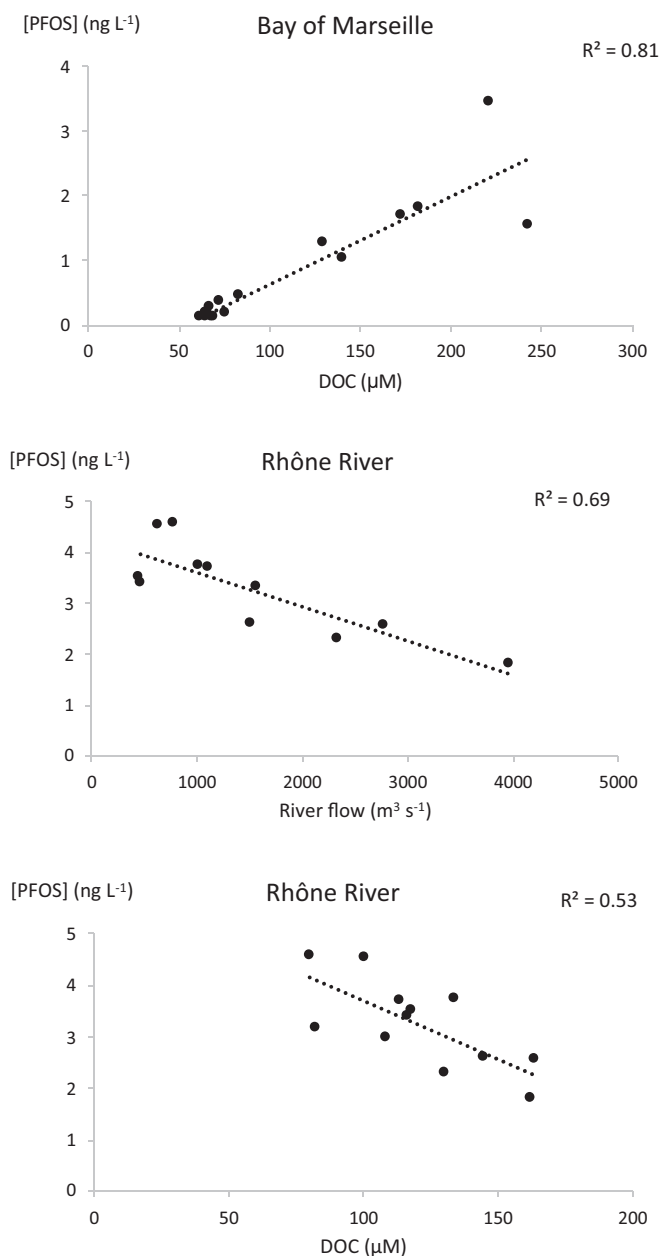 [PFOS] (ng L⁻¹) Bay of Marseille
R² = 0.81
4
3
2
1
0
0 50 100 150 200 250 300
DOC (µM)
[PFOS] (ng L⁻¹) Rhône River
R² = 0.69
5
4
3
2
1
0
0 1000 2000 3000 4000 5000
River flow (m³ s⁻¹)
[PFOS] (ng L⁻¹) Rhône River
R² = 0.53
5
4
3
2
1
0
0 50 100 150 200
DOC (µM)